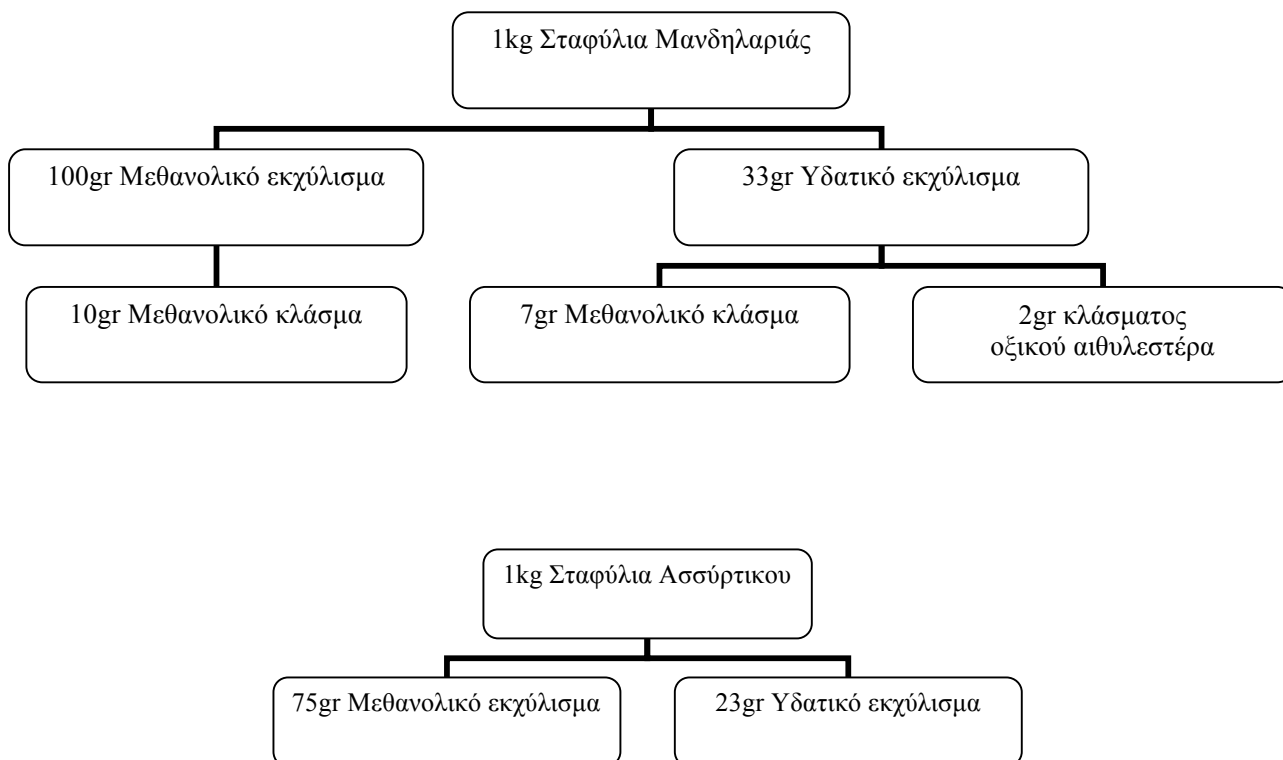 1kg Σταφύλια Μανδηλαριάς
100gr Μεθανολικό εκχύλισμα
33gr Υδατικό εκχύλισμα
10gr Μεθανολικό κλάσμα
7gr Μεθανολικό κλάσμα
2gr κλάσματος
οξικού αιθυλεστέρα
1kg Σταφύλια Ασσύρτικου
75gr Μεθανολικό εκχύλισμα
23gr Υδατικό εκχύλισμα